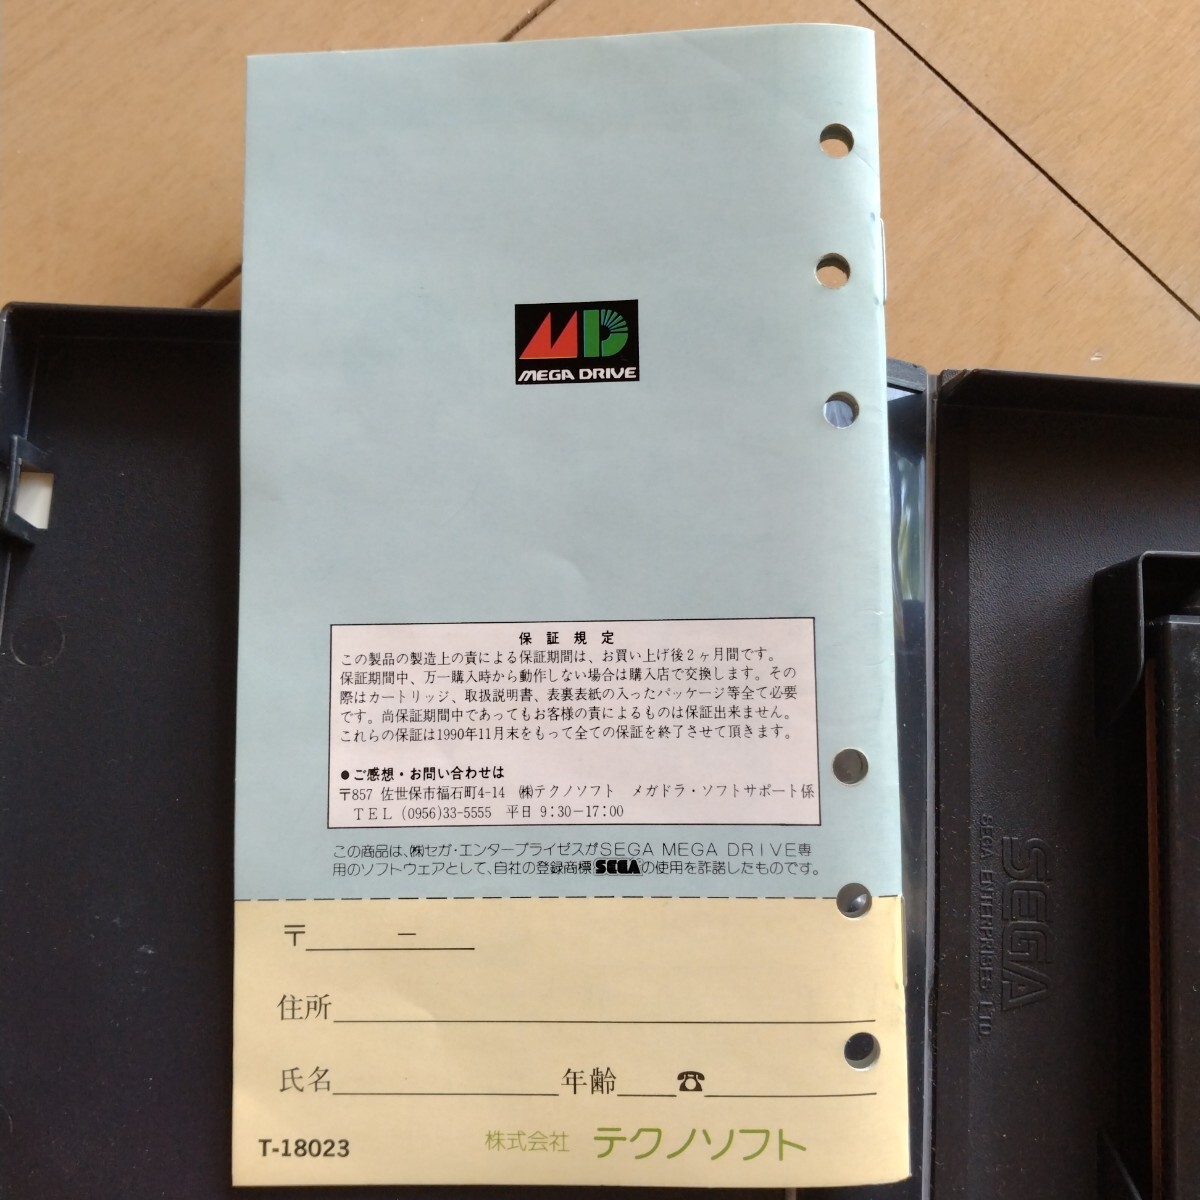 MD
MEGA DRIVE
保証規定
この製品の製造上の責による保証期間は、お買い上げ後2ヶ月間です。
保証期間中、万一購入時から動作しない場合は購入店で交換します。その
際はカートリッジ、取扱説明書、表裏表紙の入ったパッケージ等全て必要
です。尚保証期間中であってもお客様の責によるものは保証出来ません。
これらの保証は1990年11月末をもって全ての保証を終了させて頂きます。
●ご感想・お問い合わせは
〒857 佐世保市福石町4-14 ㈱テクノソフト メガドラ・ソフトサポート係
TEL (0956)33-5555 平日 9:30−17:00
この商品は、㈱セガ・エンタープライゼスがSEGA MEGA DRIVE専
用のソフトウェアとして、自社の登録商標SEGAの使用を許諾したものです。
〒 −
住所
氏名 年齢 ☎
T-18023 株式会社 テクノソフト
SEGA
SEGA ENTERPRISES LTD.